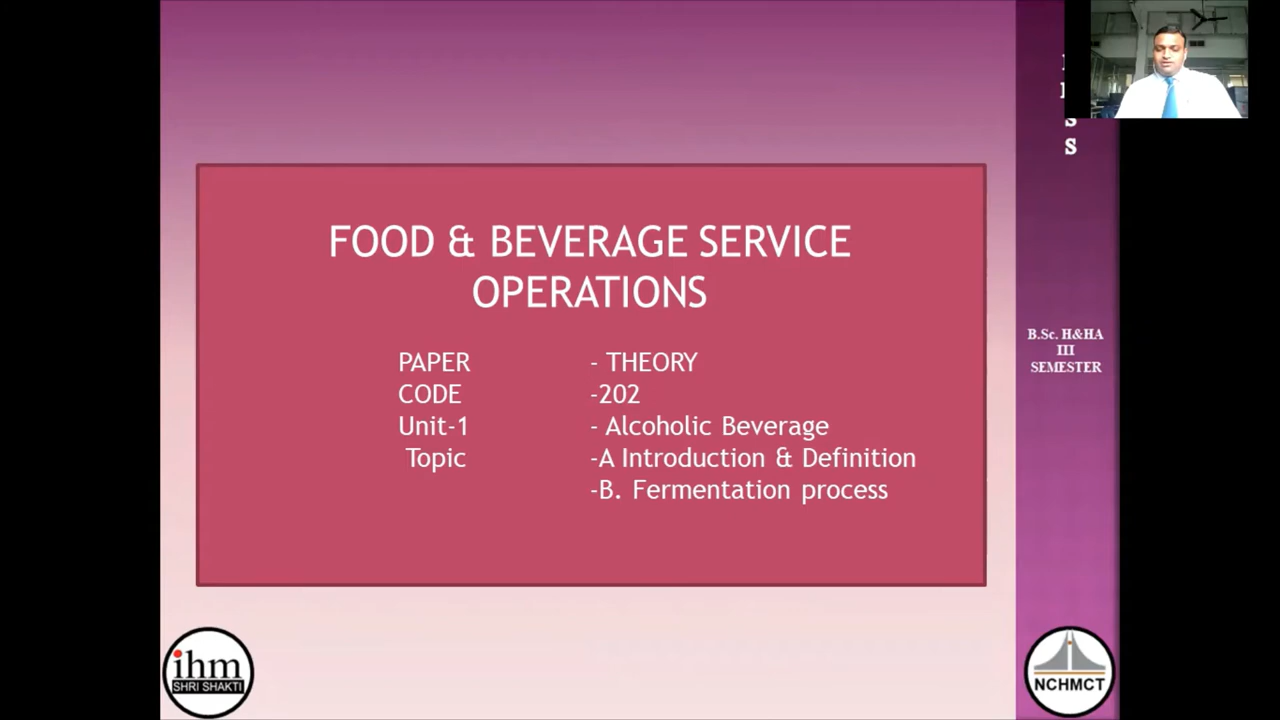 FOOD & BEVERAGE SERVICE
OPERATIONS
PAPER - THEORY
CODE -202
Unit-1 - Alcoholic Beverage
Topic -A Introduction & Definition
-B. Fermentation process
S
S
B.Sc. H&HA
III
SEMESTER
ihm
SHRI SHAKTI
NCHMCT